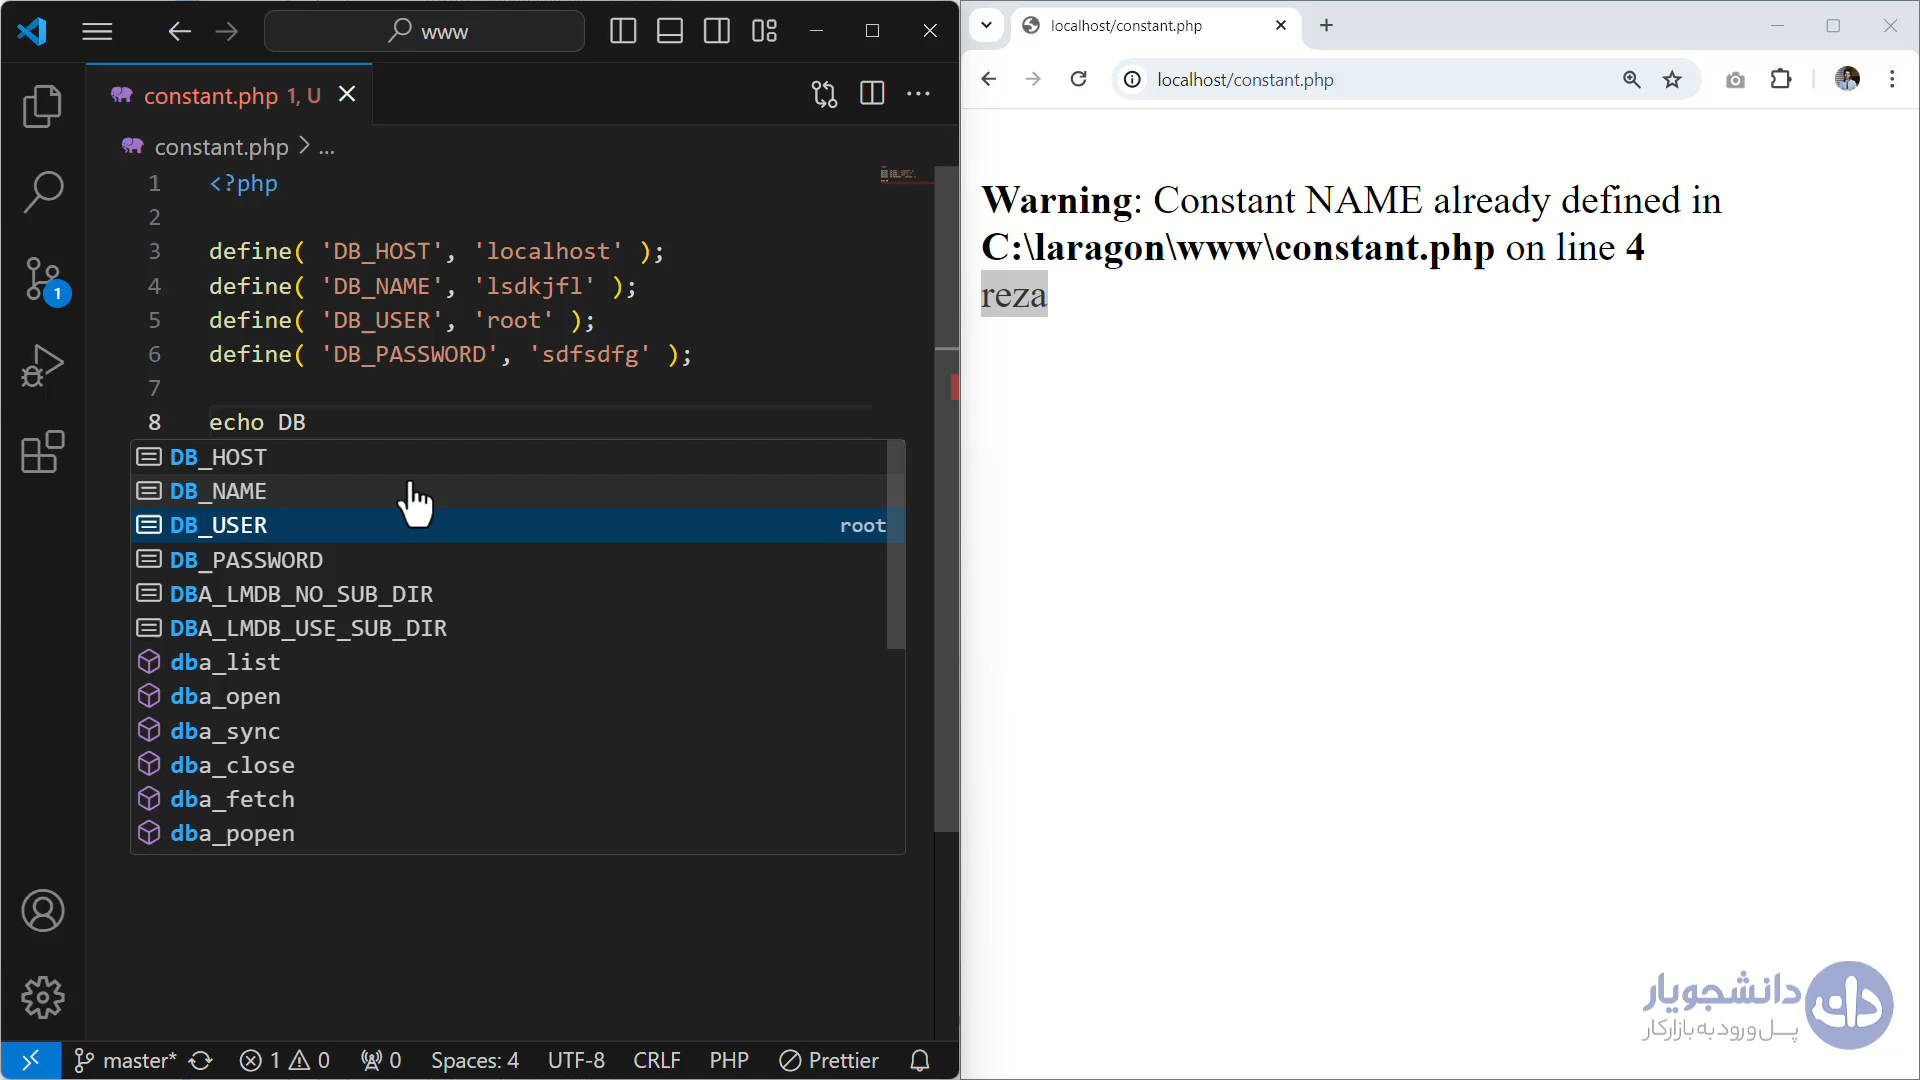 www
constant.php 1, U
constant.php > ...
1 <?php
2
3 define( 'DB_HOST', 'localhost' );
4 define( 'DB_NAME', 'lsdkjfl' );
5 define( 'DB_USER', 'root' );
6 define( 'DB_PASSWORD', 'sdfsdfg' );
7
8 echo DB
DB_HOST
DB_NAME
DB_USER root
DB_PASSWORD
DBA_LMDB_NO_SUB_DIR
DBA_LMDB_USE_SUB_DIR
dba_list
dba_open
dba_sync
dba_close
dba_fetch
dba_popen
1
master* 1 0 0 Spaces: 4 UTF-8 CRLF PHP Prettier
localhost/constant.php
localhost/constant.php
Warning: Constant NAME already defined in
C:\laragon\www\constant.php on line 4
reza
دانشجویار
پل ورود به بازار کار